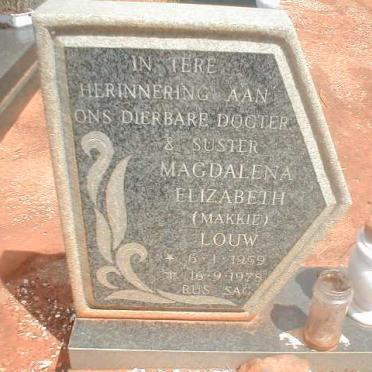 IN TERE
HERINNERING AAN
ONS DIERBARE DOGTER
& SUSTER
MAGDALENA
ELIZABETH
(MAKKIE)
LOUW
* 6-1-1959
‡ 16-9-1978
RUS SAG